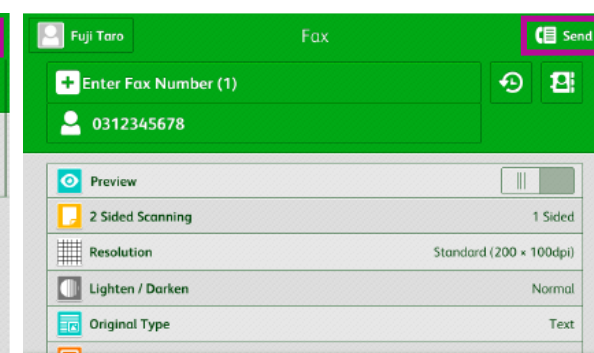 Fuji Taro
Fax
Send
Enter Fax Number (1)
0312345678
Preview
2 Sided Scanning 1 Sided
Resolution Standard (200 × 100dpi)
Lighten / Darken Normal
Original Type Text